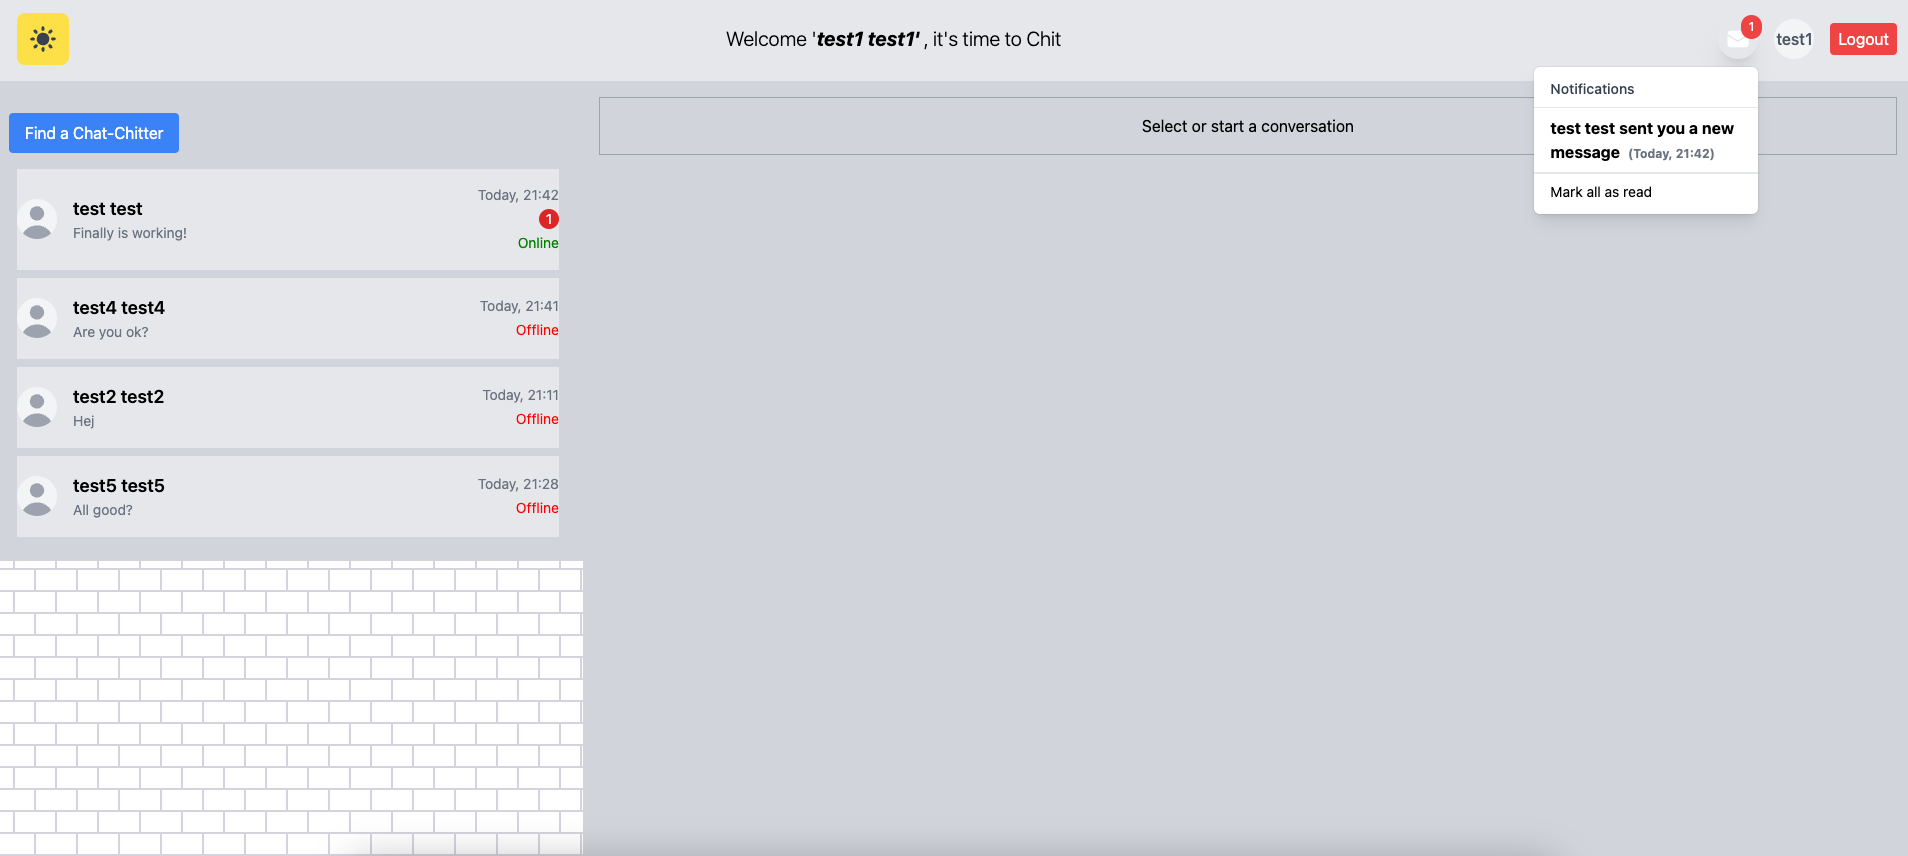 Welcome 'test1 test1' , it's time to Chit
1
test1
Logout
Notifications
test test sent you a new
message (Today, 21:42)
Mark all as read
Find a Chat-Chitter
test test
Finally is working!
Today, 21:42
1
Online
test4 test4
Are you ok?
Today, 21:41
Offline
test2 test2
Hej
Today, 21:11
Offline
test5 test5
All good?
Today, 21:28
Offline
Select or start a conversation